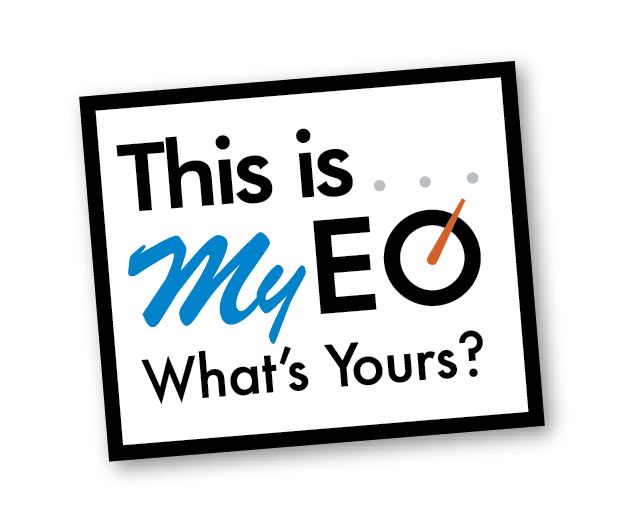 This is . . .
My EO
What's Yours?